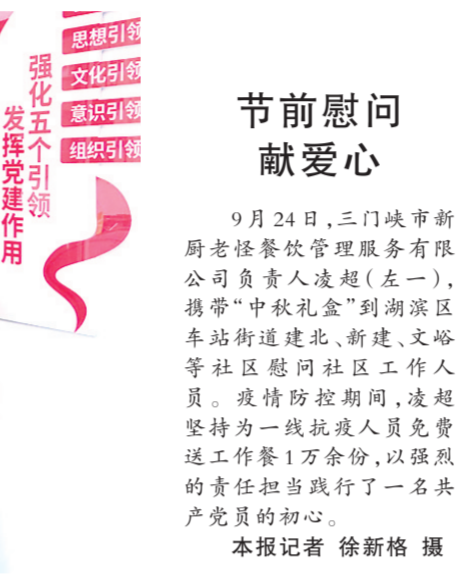 思想引领
文化引领
意识引领
组织引领
强化五个引领
发挥党建作用
节前慰问
献爱心
9月24日,三门峡市新
厨老怪餐饮管理服务有限
公司负责人凌超(左一),
携带“中秋礼盒”到湖滨区
车站街道建北、新建、文峪
等社区慰问社区工作人
员。疫情防控期间,凌超
坚持为一线抗疫人员免费
送工作餐1万余份,以强烈
的责任担当践行了一名共
产党员的初心。
本报记者 徐新格 摄